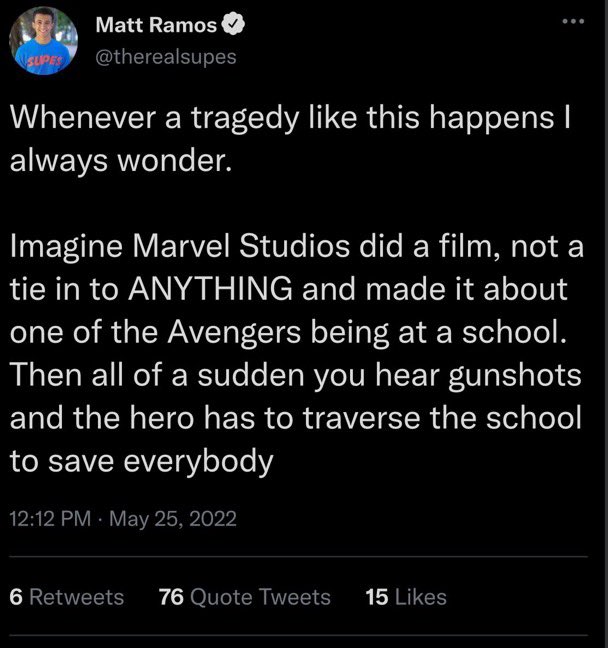 Matt Ramos
@therealsupes
SUPES
Whenever a tragedy like this happens I
always wonder.
Imagine Marvel Studios did a film, not a
tie in to ANYTHING and made it about
one of the Avengers being at a school.
Then all of a sudden you hear gunshots
and the hero has to traverse the school
to save everybody
12:12 PM · May 25, 2022
6 Retweets 76 Quote Tweets 15 Likes